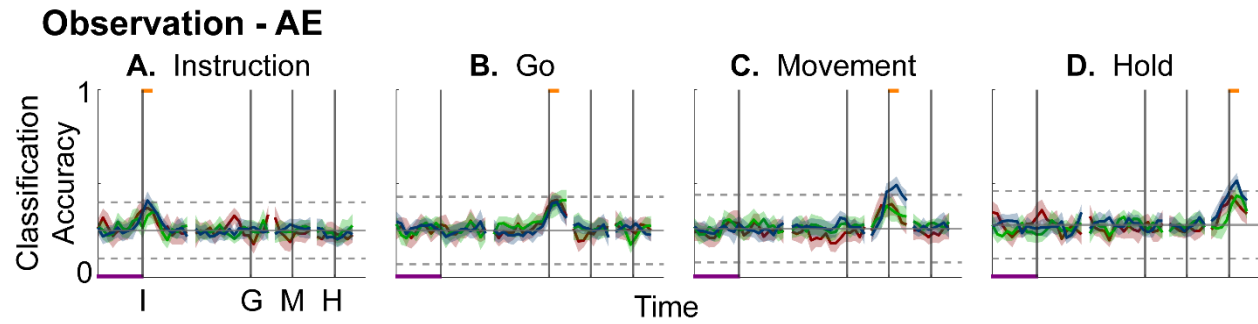 Observation - AE
A. Instruction
B. Go
C. Movement
D. Hold
Classification
Accuracy
1
0
I
G
M
H
Time